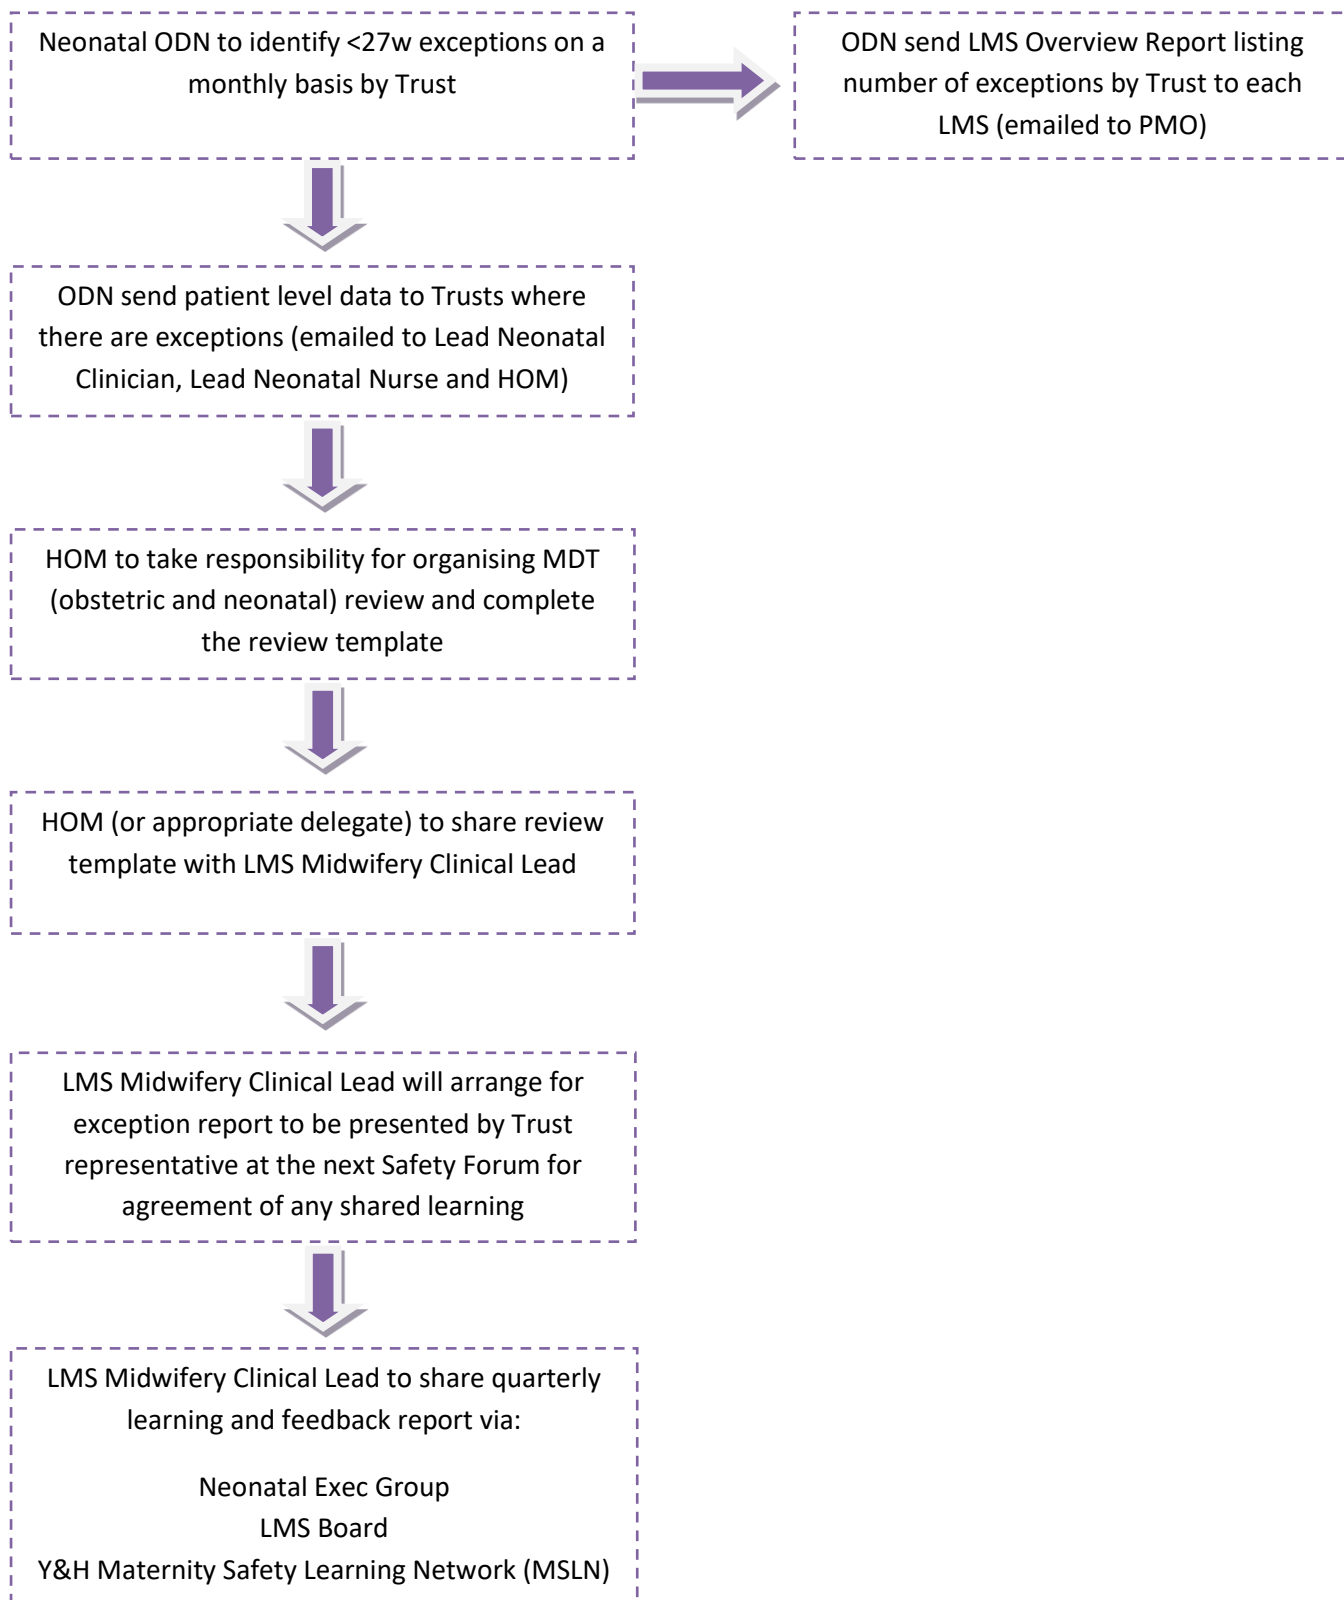 Neonatal ODN to identify <27w exceptions on a
monthly basis by Trust
ODN send LMS Overview Report listing
number of exceptions by Trust to each
LMS (emailed to PMO)
ODN send patient level data to Trusts where
there are exceptions (emailed to Lead Neonatal
Clinician, Lead Neonatal Nurse and HOM)
HOM to take responsibility for organising MDT
(obstetric and neonatal) review and complete
the review template
HOM (or appropriate delegate) to share review
template with LMS Midwifery Clinical Lead
LMS Midwifery Clinical Lead will arrange for
exception report to be presented by Trust
representative at the next Safety Forum for
agreement of any shared learning
LMS Midwifery Clinical Lead to share quarterly
learning and feedback report via:
Neonatal Exec Group
LMS Board
Y&H Maternity Safety Learning Network (MSLN)